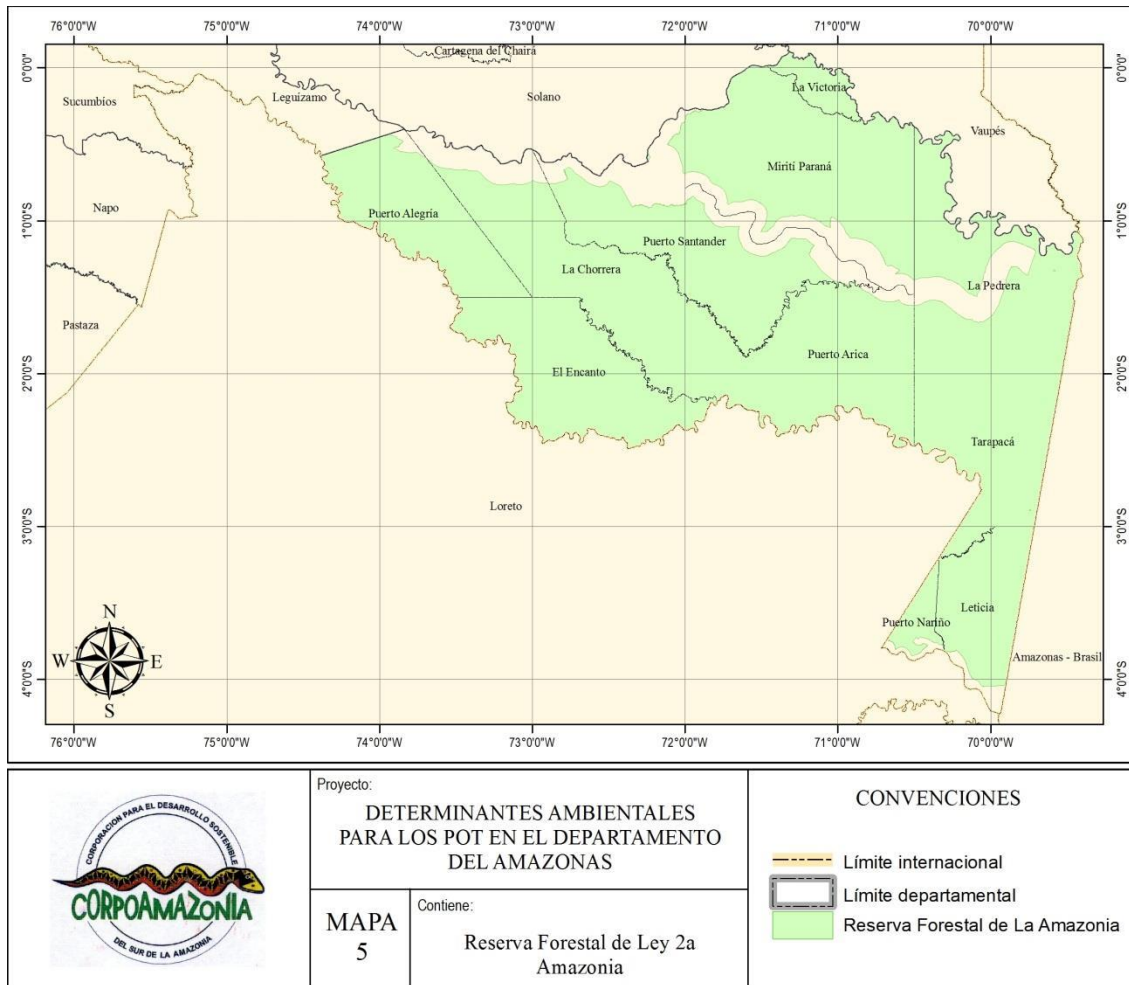 76°0'0"W 75°0'0"W 74°0'0"W 73°0'0"W 72°0'0"W 71°0'0"W 70°0'0"W
0°0'0" 0°0'0"
1°0'0"S 1°0'0"S
2°0'0"S 2°0'0"S
3°0'0"S 3°0'0"S
4°0'0"S 4°0'0"S
Cartagena del Chairá
Sucumbíos
Leguizamo
Solano
La Victoria
Vaupés
Mirití Paraná
Napo
Puerto Alegría
Puerto Santander
La Chorrera
La Pedrera
Pastaza
Puerto Arica
El Encanto
Tarapacá
Loreto
Leticia
Puerto Nariño
Amazonas - Brasil
N
W E
S
76°0'0"W 75°0'0"W 74°0'0"W 73°0'0"W 72°0'0"W 71°0'0"W 70°0'0"W
CORPORACION PARA EL DESARROLLO SOSTENIBLE
CORPOAMAZONIA
DEL SUR DE LA AMAZONIA
Proyecto:
DETERMINANTES AMBIENTALES
PARA LOS POT EN EL DEPARTAMENTO
DEL AMAZONAS
MAPA
5
Contiene:
Reserva Forestal de Ley 2a
Amazonia
CONVENCIONES
Límite internacional
Límite departamental
Reserva Forestal de La Amazonia